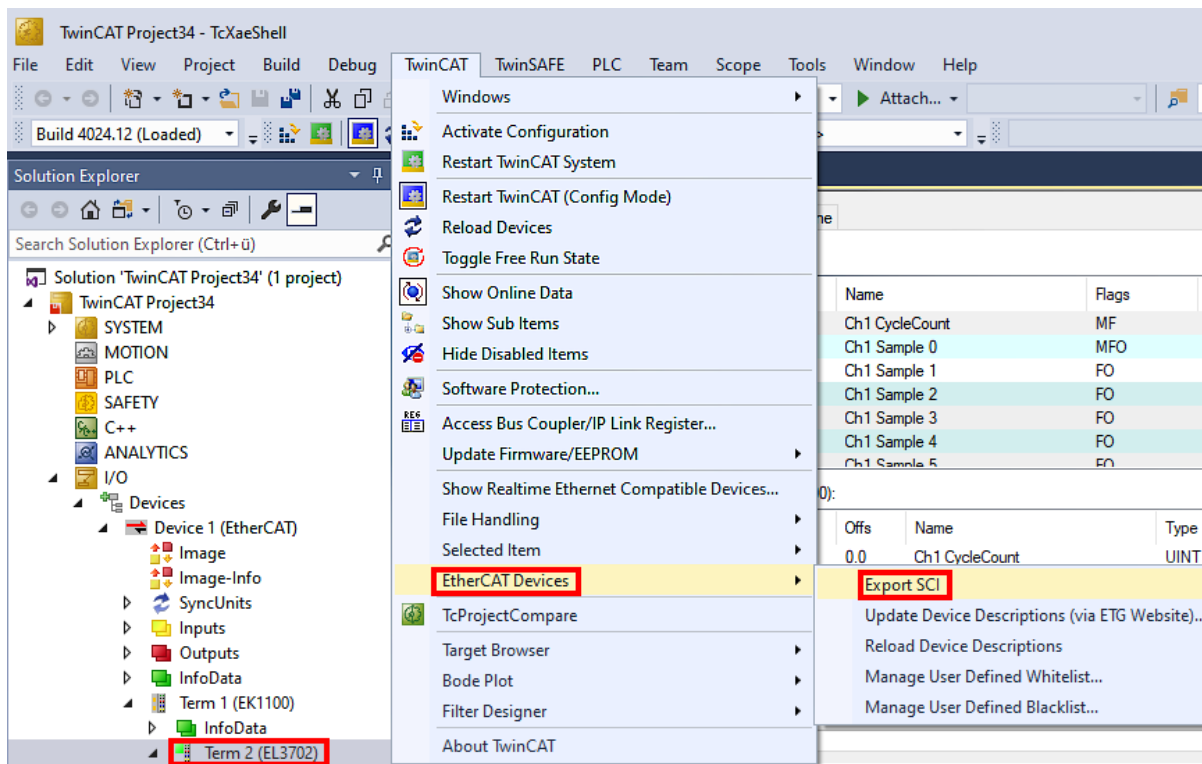 TwinCAT Project34 - TcXaeShell
File Edit View Project Build Debug TwinCAT TwinSAFE PLC Team Scope Tools Window Help
Attach...
Build 4024.12 (Loaded)
Solution Explorer
Search Solution Explorer (Ctrl+ü)
Solution 'TwinCAT Project34' (1 project)
TwinCAT Project34
SYSTEM
MOTION
PLC
SAFETY
C++
ANALYTICS
I/O
Devices
Device 1 (EtherCAT)
Image
Image-Info
SyncUnits
Inputs
Outputs
InfoData
Term 1 (EK1100)
InfoData
Term 2 (EL3702)
Windows
Activate Configuration
Restart TwinCAT System
Restart TwinCAT (Config Mode)
Reload Devices
Toggle Free Run State
Show Online Data
Show Sub Items
Hide Disabled Items
Software Protection...
REG
Access Bus Coupler/IP Link Register...
Update Firmware/EEPROM
Show Realtime Ethernet Compatible Devices...
File Handling
Selected Item
EtherCAT Devices
TcProjectCompare
Target Browser
Bode Plot
Filter Designer
About TwinCAT
Name Flags
Ch1 CycleCount MF
Ch1 Sample 0 MFO
Ch1 Sample 1 FO
Ch1 Sample 2 FO
Ch1 Sample 3 FO
Ch1 Sample 4 FO
Ch1 Sample 5 FO
0):
Offs Name Type
0.0 Ch1 CycleCount UINT
Export SCI
Update Device Descriptions (via ETG Website)..
Reload Device Descriptions
Manage User Defined Whitelist...
Manage User Defined Blacklist...